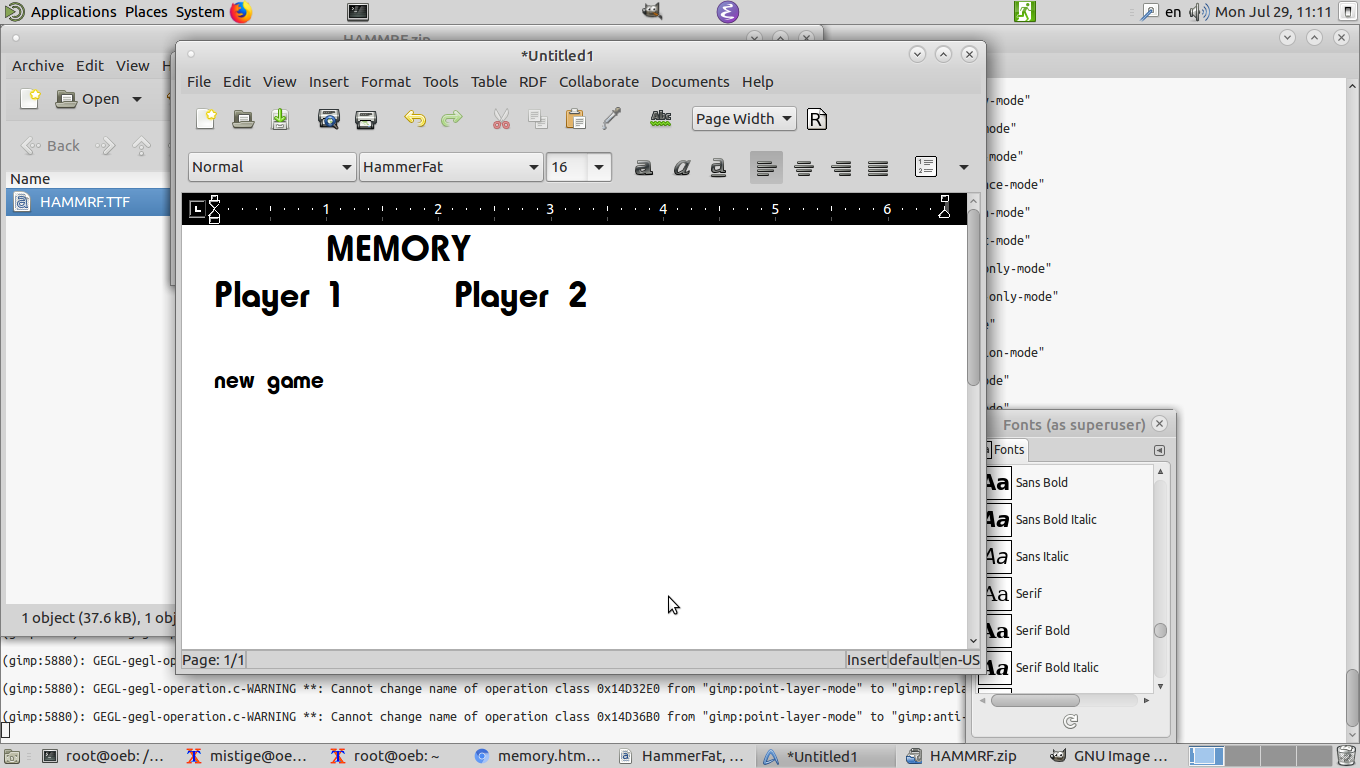 Applications Places System en Mon Jul 29, 11:11
HAMMRF.zip
*Untitled1
Archive Edit View
File Edit View Insert Format Tools Table RDF Collaborate Documents Help
Open
Page Width
Back
Normal HammerFat 16
Name
HAMMRF.TTF
1 2 3 4 5 6
MEMORY
Player 1 Player 2
new game
y-mode"
mode"
-mode"
ace-mode"
n-mode"
t-mode"
only-mode"
-only-mode"
e"
ion-mode"
ode"
Fonts (as superuser)
Fonts
Aa Sans Bold
Aa Sans Bold Italic
Aa Sans Italic
Aa Serif
Aa Serif Bold
Aa Serif Bold Italic
1 object (37.6 kB), 1 obj
Page: 1/1 Insert default en-US
(gimp:5880): GEGL-gegl-op
(gimp:5880): GEGL-gegl-operation.c-WARNING **: Cannot change name of operation class 0x14D32E0 from "gimp:point-layer-mode" to "gimp:repla
(gimp:5880): GEGL-gegl-operation.c-WARNING **: Cannot change name of operation class 0x14D36B0 from "gimp:point-layer-mode" to "gimp:anti-
root@oeb: /... mistige@oe... root@oeb: ~ memory.htm... HammerFat, ... *Untitled1 HAMMRF.zip GNU Image ...